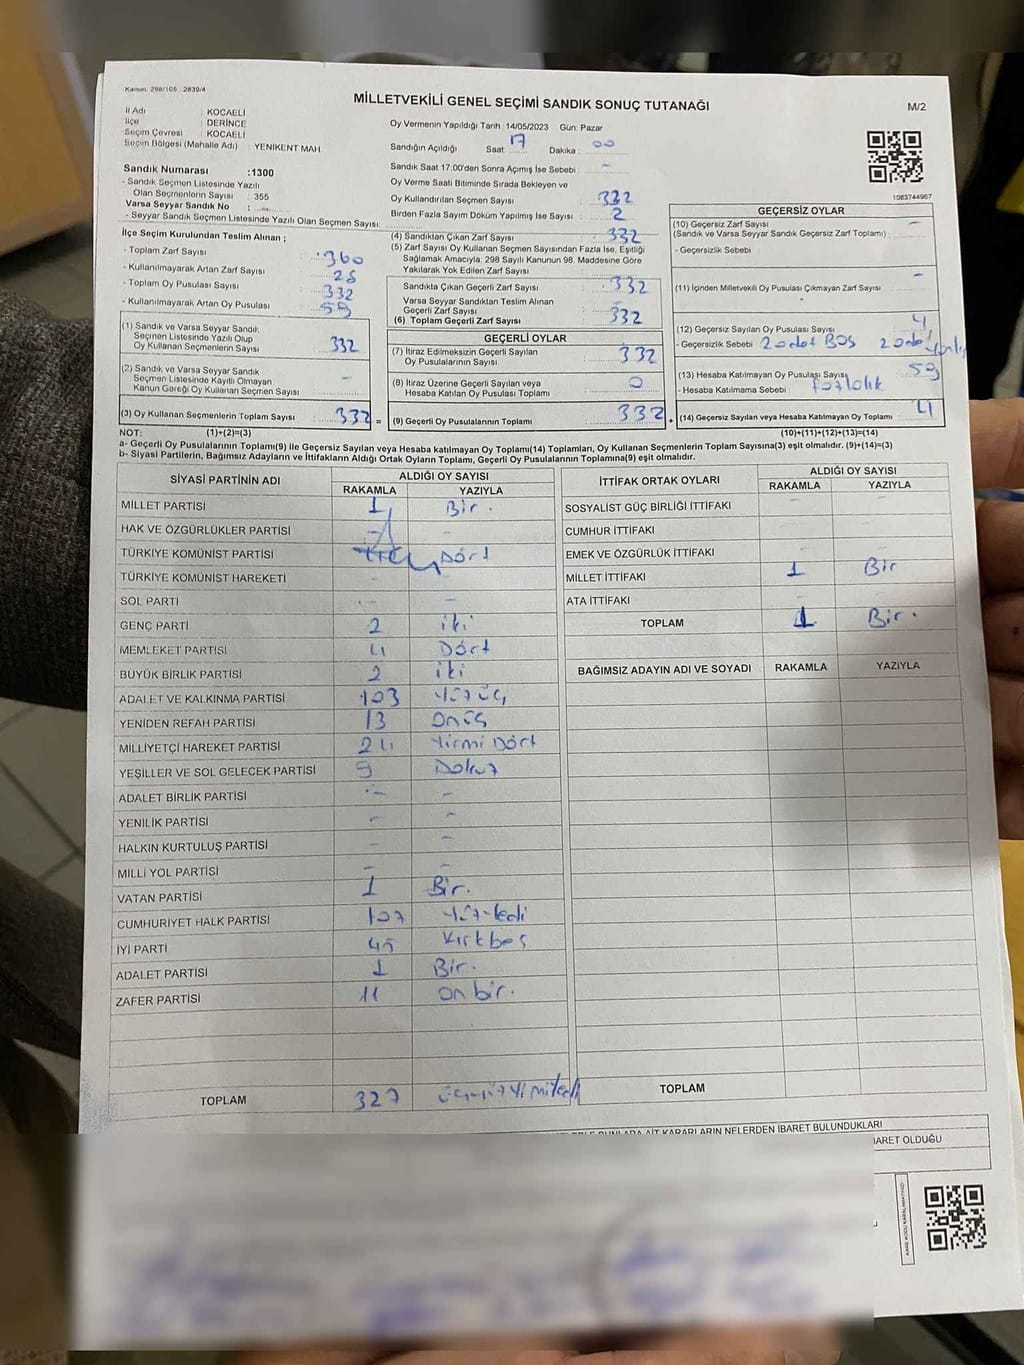 Kanun: 298/105 , 2839/4
MİLLETVEKİLİ GENEL SEÇİMİ SANDIK SONUÇ TUTANAĞI
M/2
İl Adı : KOCAELİ
İlçe : DERİNCE
Seçim Çevresi : KOCAELİ
Seçim Bölgesi (Mahalle Adı) : YENİKENT MAH
Sandık Numarası :1300
- Sandık Seçmen Listesinde Yazılı
Olan Seçmenlerin Sayısı : 355
Varsa Seyyar Sandık No : -
- Seyyar Sandık Seçmen Listesinde Yazılı Olan Seçmen Sayısı:
Oy Vermenin Yapıldığı Tarih :14/05/2023 Gün: Pazar
Sandığın Açıldığı Saat 17 Dakika : 00
Sandık Saat 17:00'den Sonra Açımış İse Sebebi : -
Oy Verme Saati Bitiminde Sırada Bekleyen ve
Oy Kullandırılan Seçmen Sayısı : 332
Birden Fazla Sayım Döküm Yapılmış İse Sayısı : 2
1083744967
İlçe Seçim Kurulundan Teslim Alınan ;
- Toplam Zarf Sayısı : 360
- Kullanılmayarak Artan Zarf Sayısı : 28
- Toplam Oy Pusulası Sayısı : 332
- Kullanılmayarak Artan Oy Pusulası : 59
(1) Sandık ve Varsa Seyyar Sandık
Seçmen Listesinde Yazılı Olup
Oy Kullanan Seçmenlerin Sayısı : 332
(2) Sandık ve Varsa Seyyar Sandık
Seçmen Listesinde Kayıtlı Olmayan
Kanun Gereği Oy Kullanan Seçmen Sayısı : -
(3) Oy Kullanan Seçmenlerin Toplam Sayısı : 332 =
(4) Sandıktan Çıkan Zarf Sayısı : 332
(5) Zarf Sayısı Oy Kullanan Seçmen Sayısından Fazla İse, Eşitliği
Sağlamak Amacıyla, 298 Sayılı Kanunun 98. Maddesine Göre
Yakılarak Yok Edilen Zarf Sayısı :
Sandıkta Çıkan Geçerli Zarf Sayısı : 332
Varsa Seyyar Sandıktan Teslim Alınan
Geçerli Zarf Sayısı : -
(6) Toplam Geçerli Zarf Sayısı : 332
GEÇERLİ OYLAR
(7) İtiraz Edilmeksizin Geçerli Sayılan
Oy Pusulalarının Sayısı : 332
(8) İtiraz Üzerine Geçerli Sayılan veya
Hesaba Katılan Oy Pusulası Toplamı : 0
(9) Geçerli Oy Pusulalarının Toplamı : 332 +
GEÇERSİZ OYLAR
(10) Geçersiz Zarf Sayısı -
(Sandık ve Varsa Seyyar Sandık Geçersiz Zarf Toplamı) :
- Geçersizlik Sebebi :
(11) İçinden Milletvekili Oy Pusulası Çıkmayan Zarf Sayısı : -
(12) Geçersiz Sayılan Oy Pusulası Sayısı : 4
- Geçersizlik Sebebi : 2 adet BOŞ 2 adet
(13) Hesaba Katılmayan Oy Pusulası Sayısı : 59
- Hesaba Katılmama Sebebi : fazlalık
(14) Geçersiz Sayılan veya Hesaba Katılmayan Oy Toplamı : 4
NOT: (1)+(2)=(3) (10)+(11)+(12)+(13)=(14)
a- Geçerli Oy Pusulalarının Toplamı(9) ile Geçersiz Sayılan veya Hesaba katılmayan Oy Toplamı(14) Toplamları, Oy Kullanan Seçmenlerin Toplam Sayısına(3) eşit olmalıdır. (9)+(14)=(3)
b- Siyasi Partilerin, Bağımsız Adayların ve İttifakların Aldığı Ortak Oyların Toplamı, Geçerli Oy Pusulalarının Toplamına(9) eşit olmalıdır.
SİYASİ PARTİNİN ADI ALDIĞI OY SAYISI
RAKAMLA YAZIYLA
MİLLET PARTİSİ 1 Bir.
HAK VE ÖZGÜRLÜKLER PARTİSİ -
TÜRKİYE KOMÜNİST PARTİSİ 4 Dört
TÜRKİYE KOMÜNİST HAREKETİ -
SOL PARTİ - -
GENÇ PARTİ 2 iki
MEMLEKET PARTİSİ 4 Dört
BÜYÜK BİRLİK PARTİSİ 2 iki
ADALET VE KALKINMA PARTİSİ 103 Yüz üç
YENİDEN REFAH PARTİSİ 13 Onüç
MİLLİYETÇİ HAREKET PARTİSİ 24 Yirmi Dört
YEŞİLLER VE SOL GELECEK PARTİSİ 9 Dokuz
ADALET BİRLİK PARTİSİ - -
YENİLİK PARTİSİ - -
HALKIN KURTULUŞ PARTİSİ - -
MİLLİ YOL PARTİSİ - -
VATAN PARTİSİ 1 Bir.
CUMHURİYET HALK PARTİSİ 107 Yüz-Yedi
İYİ PARTİ 45 Kırkbeş
ADALET PARTİSİ 1 Bir.
ZAFER PARTİSİ 11 onbir.
TOPLAM 327 üçyüzyirmiyedi
İTTİFAK ORTAK OYLARI ALDIĞI OY SAYISI
RAKAMLA YAZIYLA
SOSYALİST GÜÇ BİRLİĞİ İTTİFAKI - -
CUMHUR İTTİFAKI
EMEK VE ÖZGÜRLÜK İTTİFAKI - -
MİLLET İTTİFAKI 1 Bir
ATA İTTİFAKI - -
TOPLAM 1 Bir.
BAĞIMSIZ ADAYIN ADI VE SOYADI RAKAMLA YAZIYLA
TOPLAM
BUNLARA AİT KARARLARIN NELERDEN İBARET BULUNDUKLARI
OLDUĞU